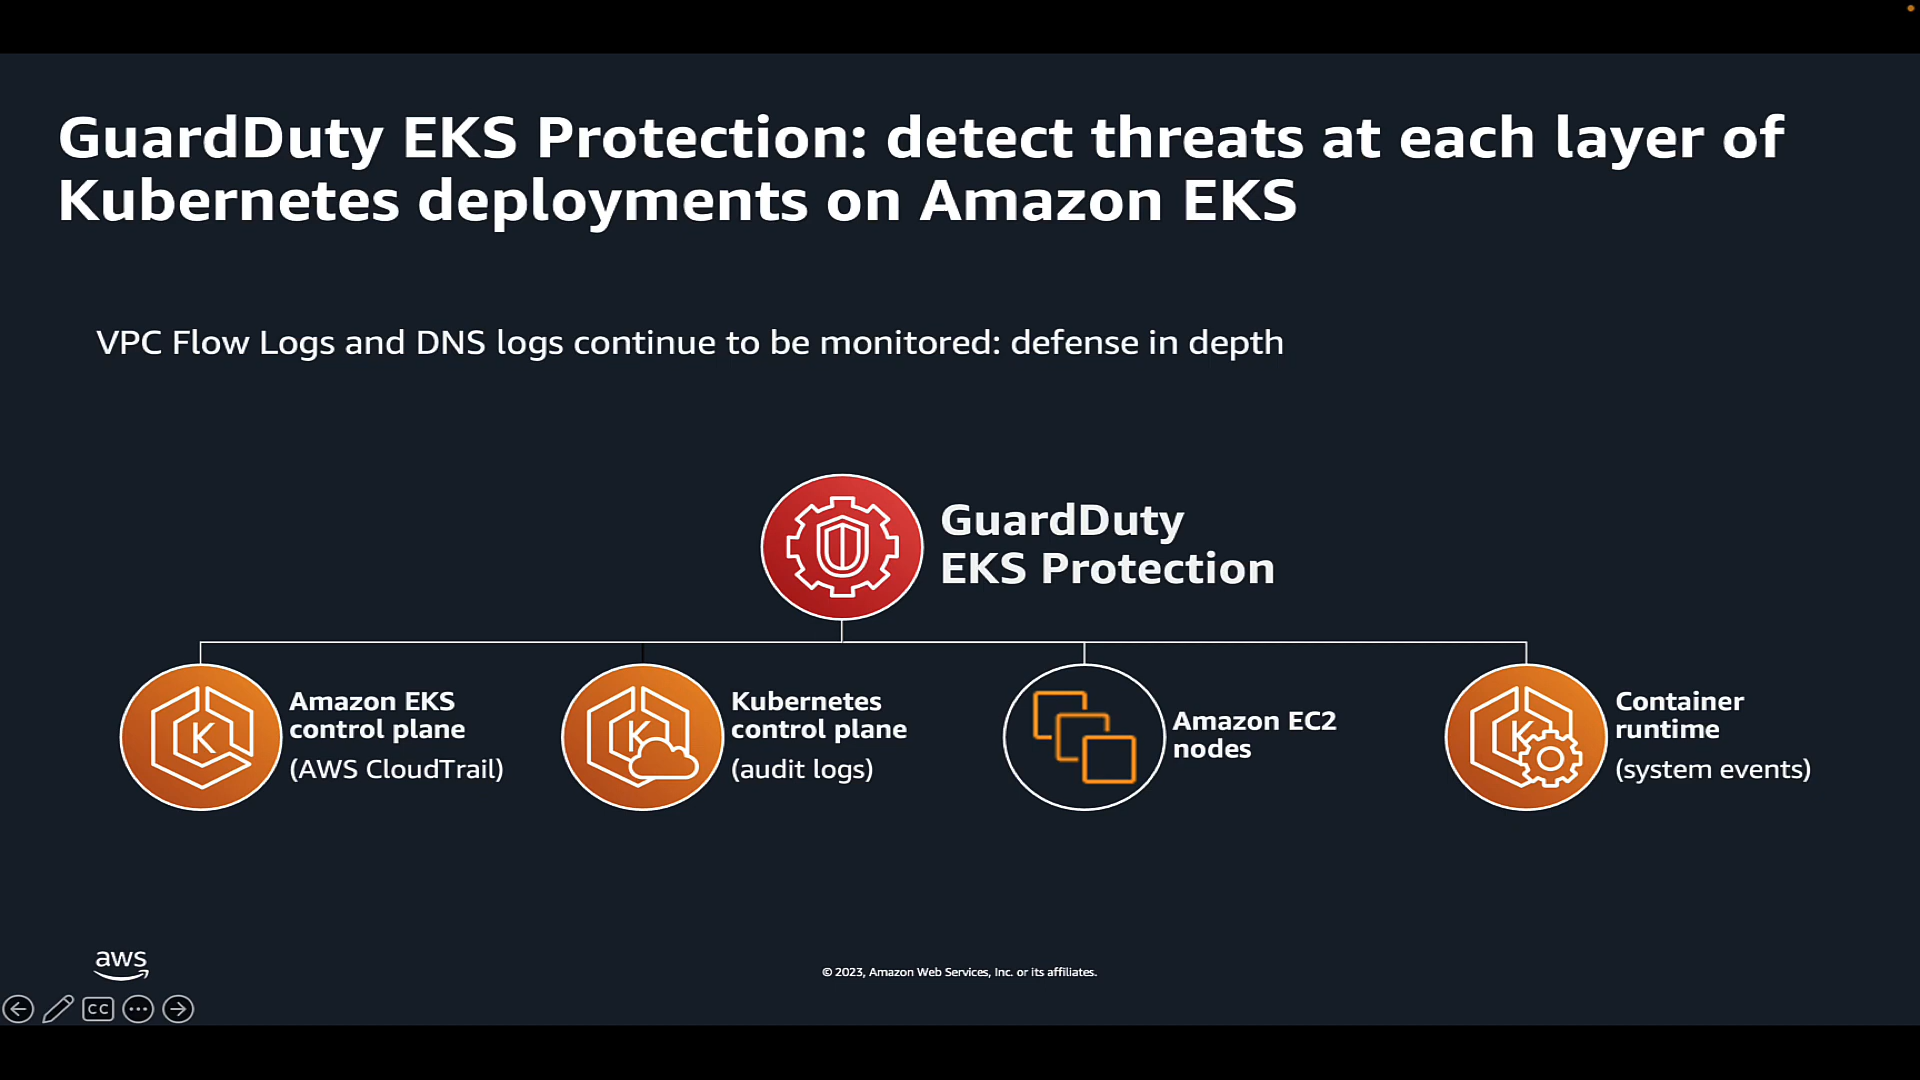 GuardDuty EKS Protection: detect threats at each layer of
Kubernetes deployments on Amazon EKS
VPC Flow Logs and DNS logs continue to be monitored: defense in depth
GuardDuty
EKS Protection
K
Amazon EKS
control plane
(AWS CloudTrail)
K
Kubernetes
control plane
(audit logs)
Amazon EC2
nodes
K
Container
runtime
(system events)
aws
© 2023, Amazon Web Services, Inc. or its affiliates.
CC